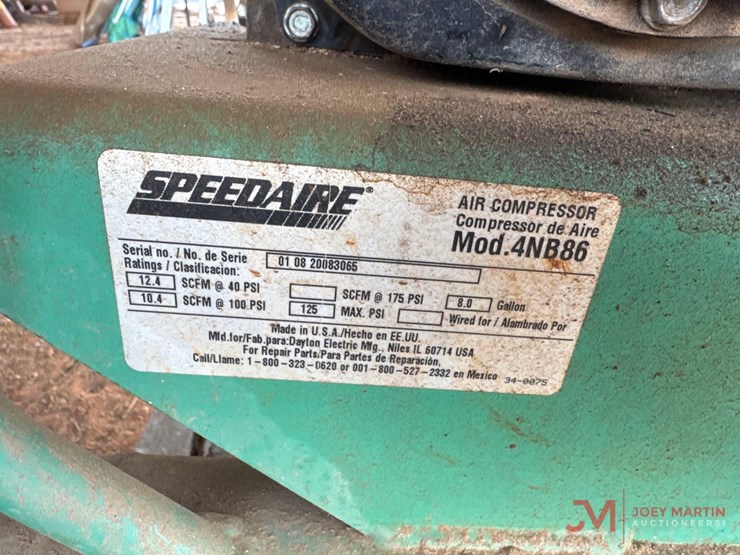 SPEEDAIRE®
AIR COMPRESSOR
Compressor de Aire
Mod.4NB86
Serial no. / No. de Serie 01 08 20083065
Ratings / Clasificacion:
12.4 SCFM @ 40 PSI SCFM @ 175 PSI 8.0 Gallon
10.4 SCFM @ 100 PSI 125 MAX. PSI Wired for / Alambrado Por
Made in U.S.A./Hecho en EE.UU.
Mfd.for/Fab.para:Dayton Electric Mfg., Niles IL 60714 USA
For Repair Parts/Para Partes de Reparación,
Call/Llame: 1-800-323-0620 or 001-800-527-2332 en Mexico
34-0075
JM JOEY MARTIN
AUCTIONEERS!